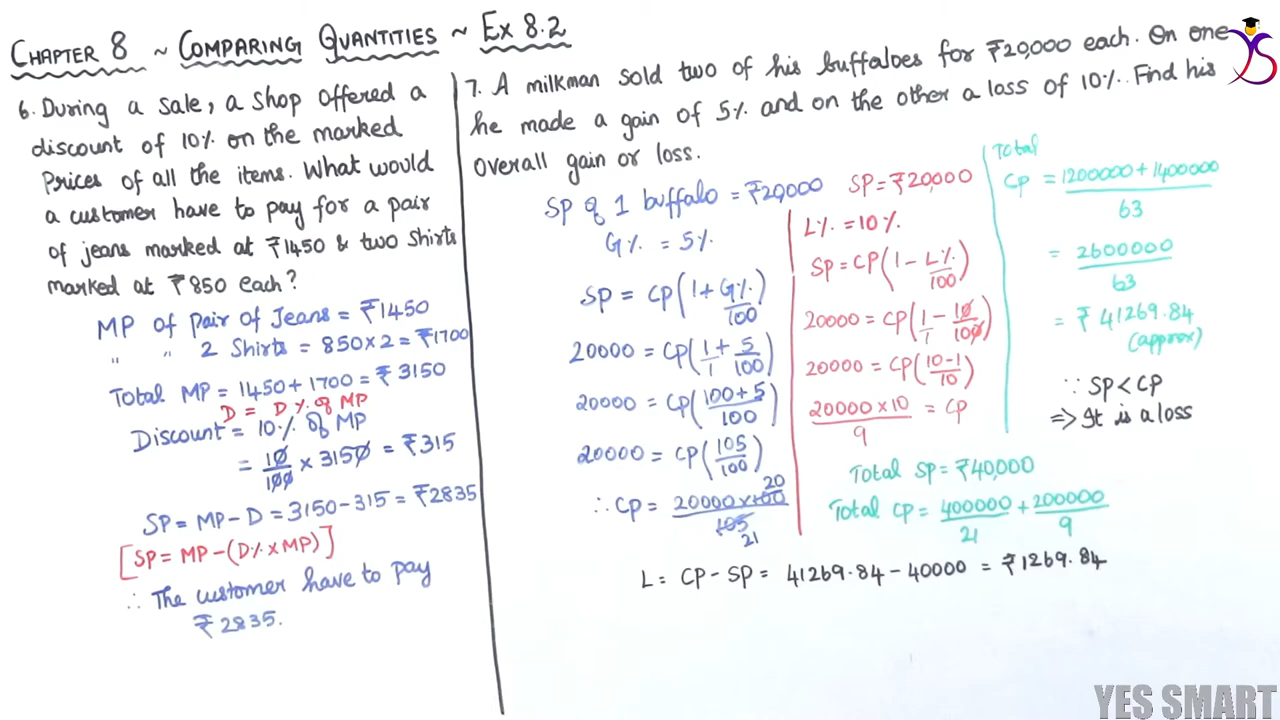 CHAPTER 8 ~ COMPARING QUANTITIES ~ Ex 8.2
6. During a sale, a shop offered a
discount of 10% on the marked
Prices of all the items. What would
a customer have to pay for a pair
of jeans marked at ₹1450 & two Shirts
marked at ₹850 each?
MP of pair of Jeans = ₹1450
" " 2 Shirts = 850×2 = ₹1700
Total MP = 1450+1700 = ₹3150
D = D% of MP
Discount = 10% of MP
= 10/100 × 3150 = ₹315
SP = MP-D = 3150-315 = ₹2835
[SP = MP-(D%×MP)]
∴ The customer have to pay
₹2835.
7. A milkman sold two of his buffaloes for ₹20,000 each. On one
he made a gain of 5% and on the other a loss of 10%. Find his
overall gain or loss.
SP of 1 buffalo = ₹20,000
G% = 5%
SP = CP(1+G%/100)
20000 = CP(1/1+5/100)
20000 = CP(100+5/100)
20000 = CP(105/100)
20
∴ CP = 20000×100/105
21
SP = ₹20,000
L% = 10%
SP = CP(1-L%/100)
20000 = CP(1/1-10/100)
20000 = CP(10-1/10)
20000×10/9 = CP
Total SP = ₹40,000
Total CP = 400000/21 + 200000/9
Total
CP = 1200000+1400000/63
= 2600000/63
= ₹41269.84
(approx)
∵ SP<CP
⇒ It is a loss
L = CP-SP = 41269.84-40000 = ₹1269.84
YES SMART